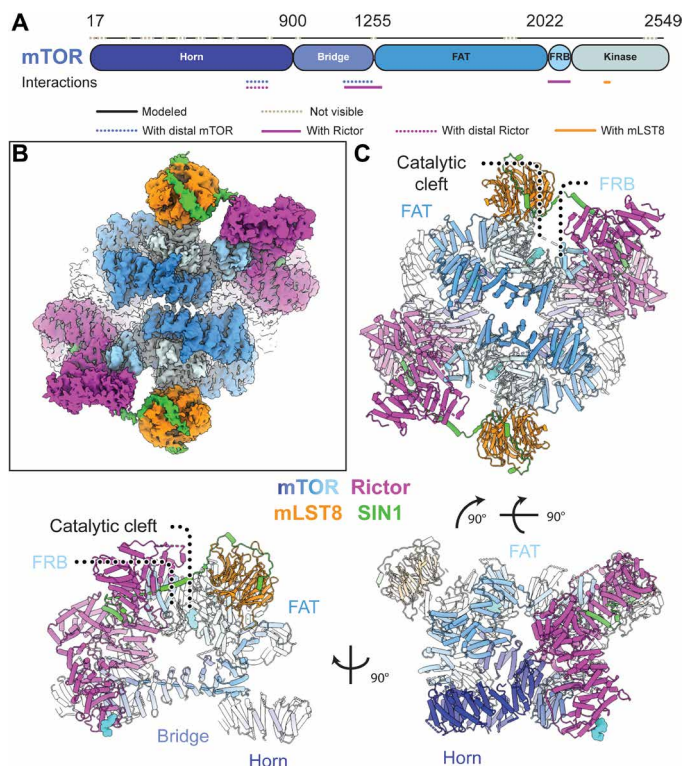 A
17 900 1255 2022 2549
mTOR Horn Bridge FAT FRB Kinase
Interactions
Modeled Not visible
With distal mTOR With Rictor With distal Rictor With mLST8
B
C
Catalytic
cleft
FRB
FAT
mTOR Rictor
mLST8 SIN1
90°
90°
Catalytic cleft
FRB
FAT
FAT
90°
Bridge
Horn
Horn